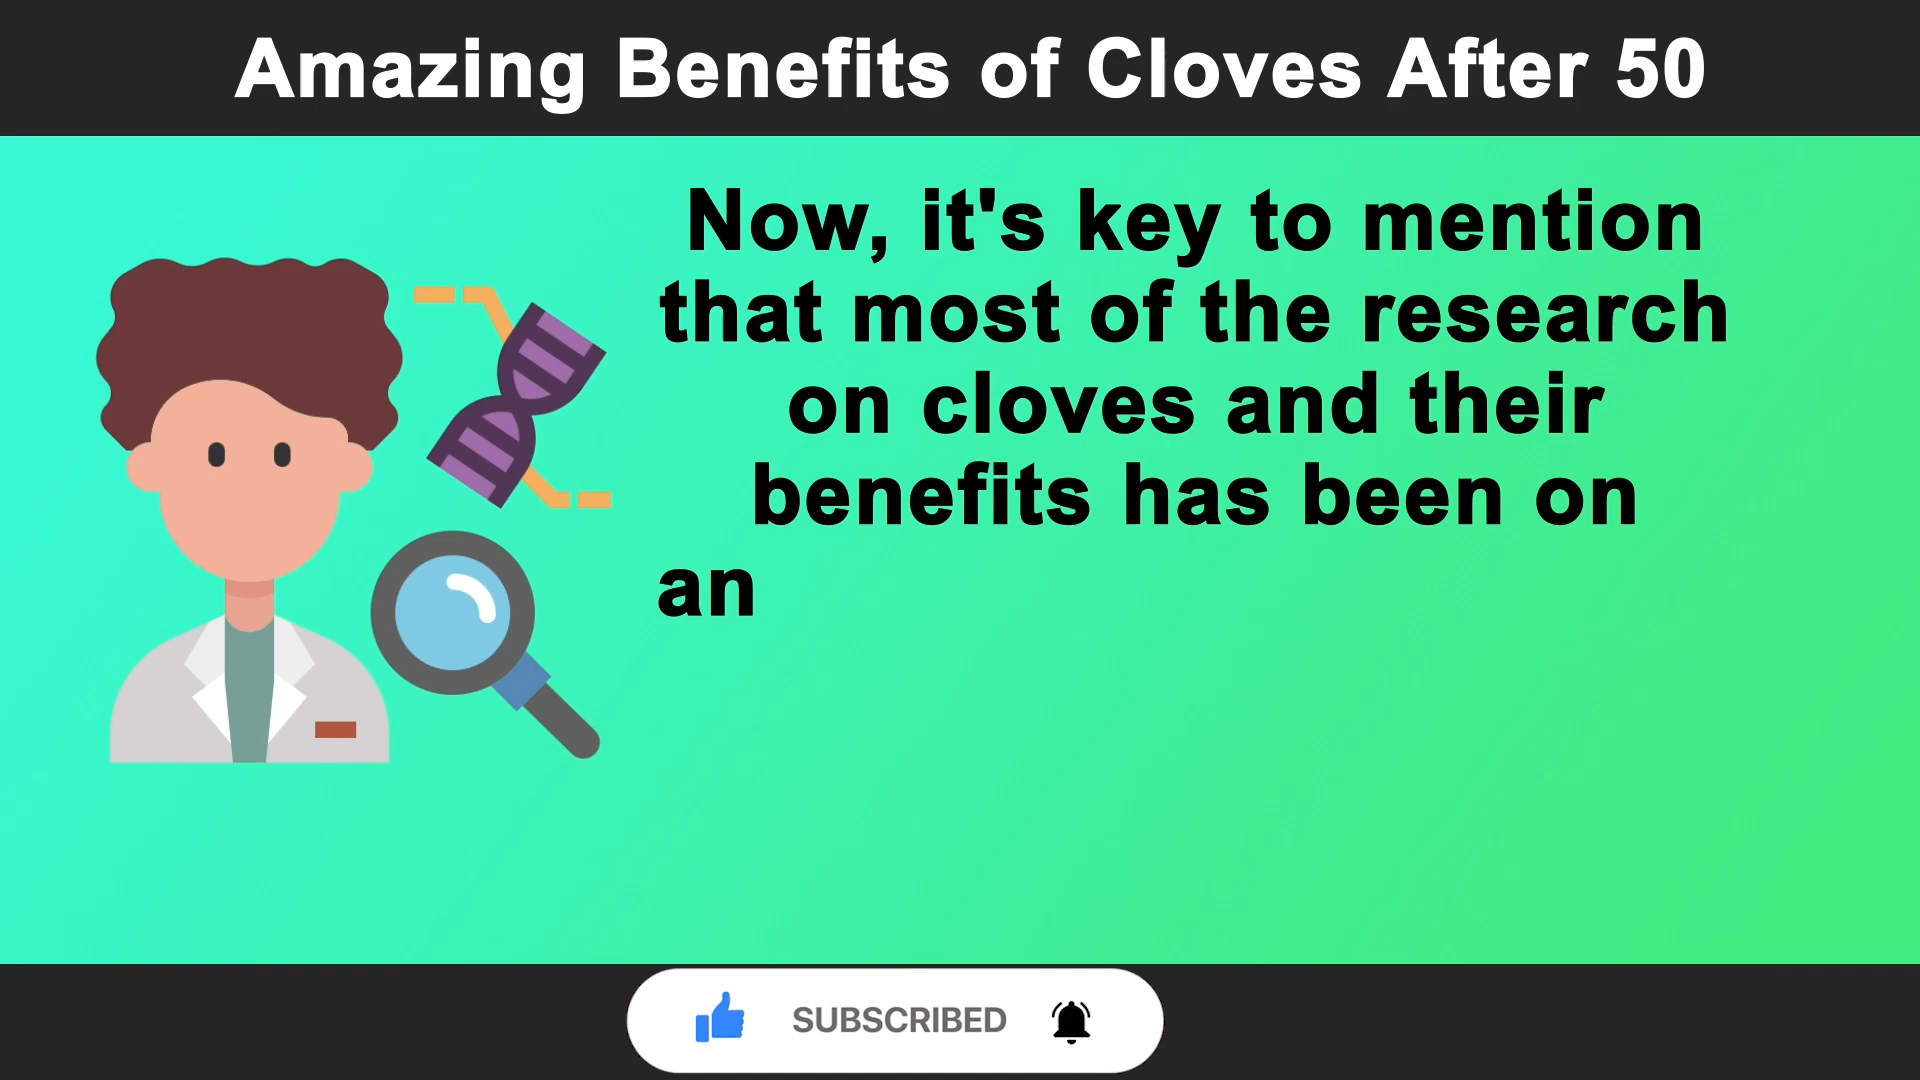 Amazing Benefits of Cloves After 50
Now, it's key to mention
that most of the research
on cloves and their
benefits has been on
an
SUBSCRIBED